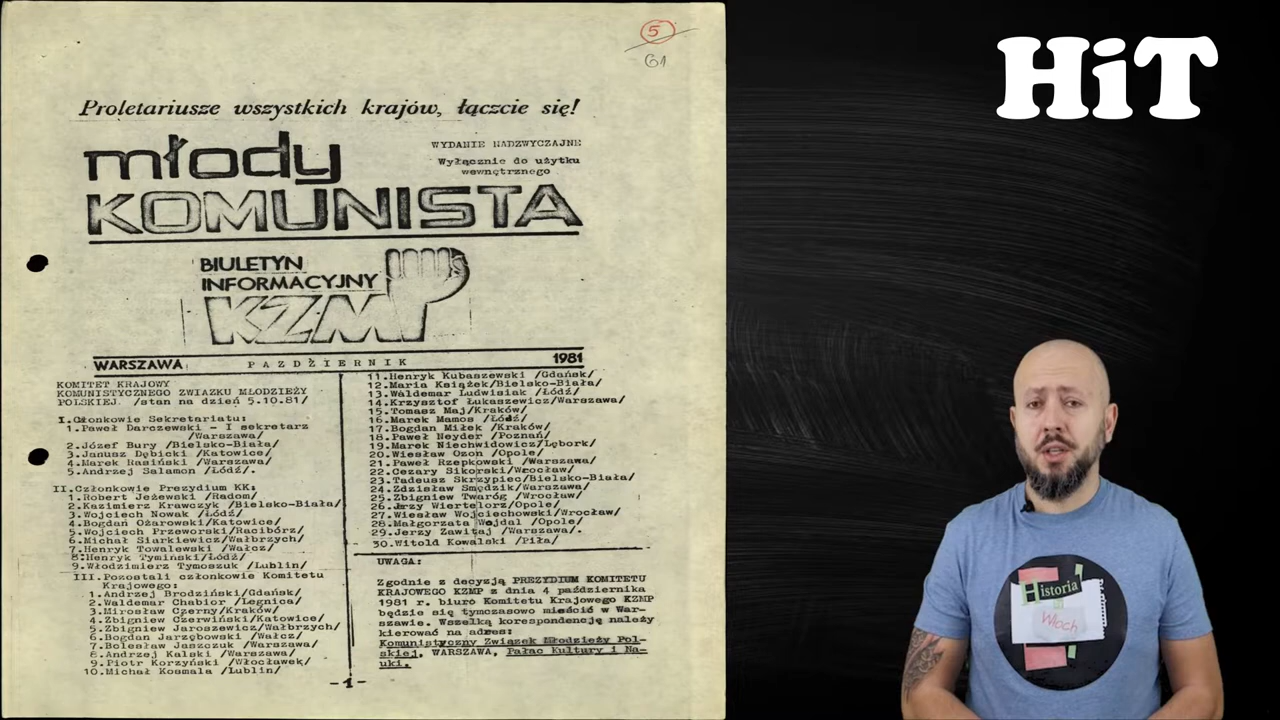 5
61
Proletariusze wszystkich krajów, łączcie się!
młody
KOMUNISTA
WYDANIE NADZWYCZAJNE
Wyłącznie do użytku
wewnętrznego
BIULETYN
INFORMACYJNY
KZMP
WARSZAWA PAŹDZIERNIK 1981
KOMITET KRAJOWY
KOMUNISTYCZNEGO ZWIĄZKU MŁODZIEŻY
POLSKIEJ. /stan na dzień 5.10.81/
I.Członkowie Sekretariatu:
1.Paweł Darczewski – I sekretarz
/Warszawa/
2.Józef Bury /Bielsko-Biała/
3.Janusz Dębicki /Katowice/
4.Marek Rasiński /Warszawa/
5.Andrzej Salamon /Łódź/.
II.Członkowie Prezydium KK:
1.Robert Jeżewski /Radom/
2.Kazimierz Krawczyk /Bielsko-Biała/
3.Wojciech Nowak /Łódź/
4.Bogdan Ożarowski/Katowice/
5.Wojciech Przeworski/Racibórz/
6.Michał Siarkiewicz/Wałbrzych/
7.Henryk Towalewski /Wałcz/
8.Henryk Tymiński/Łódź/
9.Włodzimierz Tymoszuk /Lublin/
III.Pozostali członkowie Komitetu
Krajowego:
1.Andrzej Brodziński/Gdańsk/
2.Waldemar Chabior /Legnica/
3.Mirosław Czerny/Kraków/
4.Zbigniew Czerwiński/Katowice/
5.Zbigniew Jaroszewicz/Wałbrzych/
6.Bogdan Jarzębowski /Wałcz/
7.Bolesław Jaszczuk /Warszawa/
8.Andrzej Kalski /Warszawa/
9.Piotr Korzyński /Włocławek/
10.Michał Kosmala /Lublin/
11.Henryk Kubaszewski /Gdańsk/
12.Maria Książek/Bielsko-Biała/
13.Waldemar Ludwisiak /Łódź/
14.Krzysztof Łukaszewicz/Warszawa/
15.Tomasz Maj/Kraków/
16.Marek Mamos /Łódź/
17.Bogdan Miłek /Kraków/
18.Paweł Neyder /Poznań/
19.Marek Niechwidowicz/Lębork/
20.Wiesław Ozon /Opole/
21.Paweł Rzepkowski /Warszawa/
22.Cezary Sikorski/Wrocław/
23.Tadeusz Skrzypiec/Bielsko-Biała/
24.Zdzisław Smędzik/Warszawa/
25.Zbigniew Twaróg /Wrocław/
26.Jerzy Wiertelorz/Opole/
27.Wiesław Wojciechowski/Wrocław/
28.Małgorzata Wojdal /Opole/
29.Jerzy Zawitaj /Warszawa/.
30.Witold Kowalski /Piła/
UWAGA:
Zgodnie z decyzją PREZYDIUM KOMITETU
KRAJOWEGO KZMP z dnia 4 października
1981 r. biuro Komitetu Krajowego KZMP
będzie się tymczasowo mieścić w War-
szawie. Wszelką korespondencję należy
kierować na adres:
Komunistyczny Związek Młodzieży Pol-
skiej, WARSZAWA, Pałac Kultury i Na-
uki.
-1-
HiT
Historia
Włoch